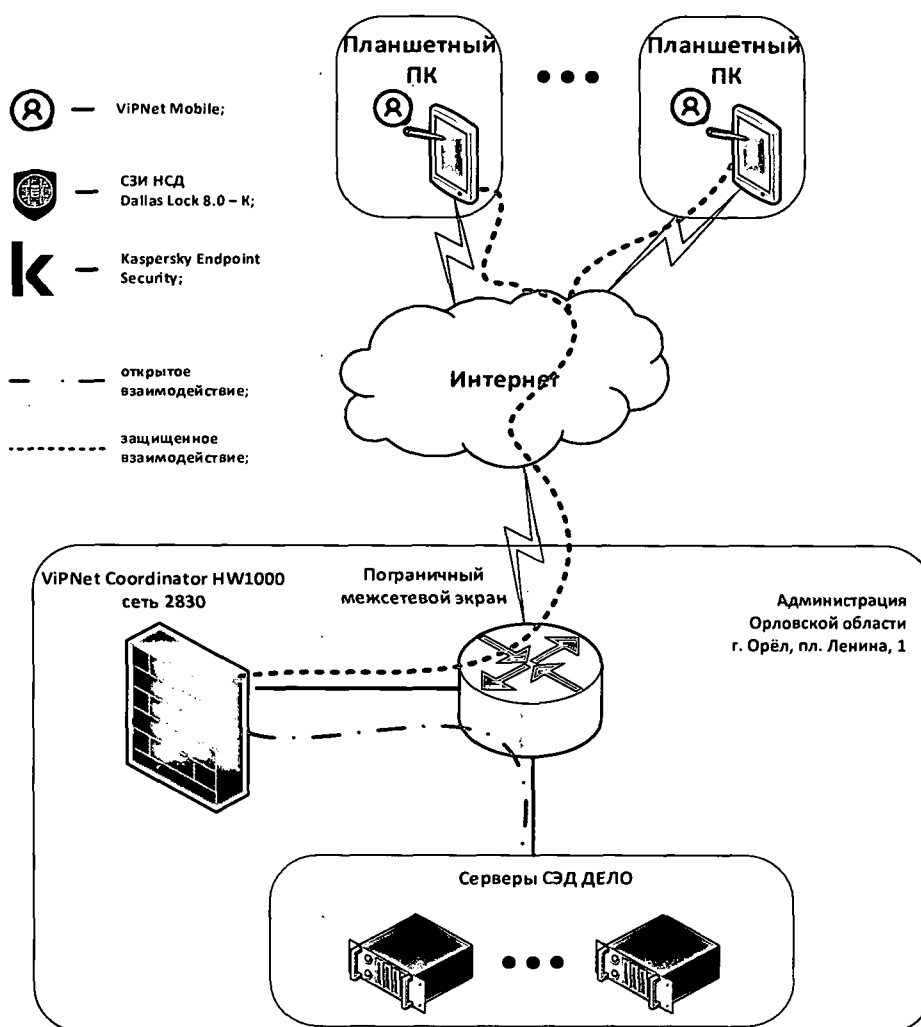 Планшетный
ПК
Планшетный
ПК
— ViPNet Mobile;
— СЗИ НСД
Dallas Lock 8.0 – К;
k — Kaspersky Endpoint
Security;
открытое
взаимодействие;
защищенное
взаимодействие;
Интернет
ViPNet Coordinator HW1000
сеть 2830
Пограничный
межсетевой экран
Администрация
Орловской области
г. Орёл, пл. Ленина, 1
Серверы СЭД ДЕЛО